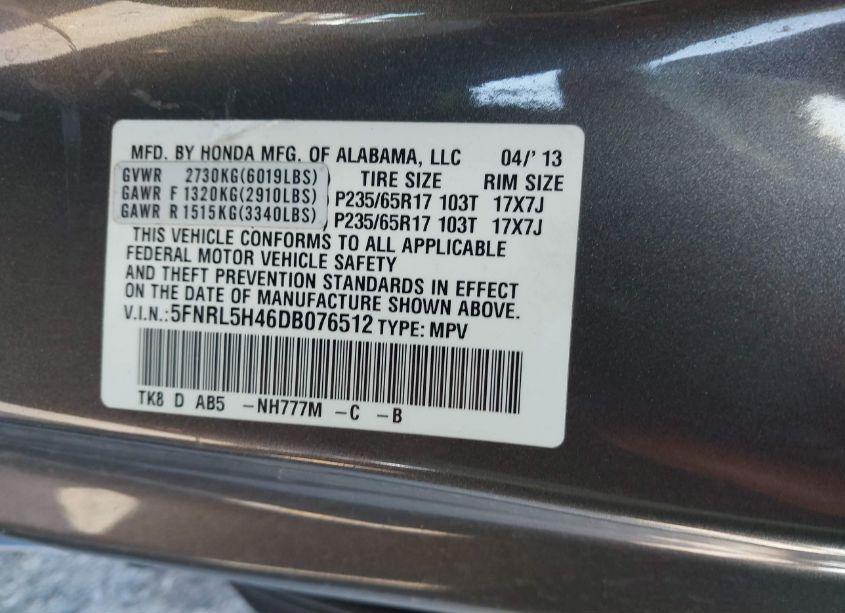 MFD. BY HONDA MFG. OF ALABAMA, LLC 04/' 13
GVWR 2730KG(6019LBS) TIRE SIZE RIM SIZE
GAWR F 1320KG(2910LBS) P235/65R17 103T 17X7J
GAWR R 1515KG(3340LBS) P235/65R17 103T 17X7J
THIS VEHICLE CONFORMS TO ALL APPLICABLE
FEDERAL MOTOR VEHICLE SAFETY
AND THEFT PREVENTION STANDARDS IN EFFECT
ON THE DATE OF MANUFACTURE SHOWN ABOVE.
V.I.N.:5FNRL5H46DB076512 TYPE: MPV
TK8 D AB5 -NH777M -C -B